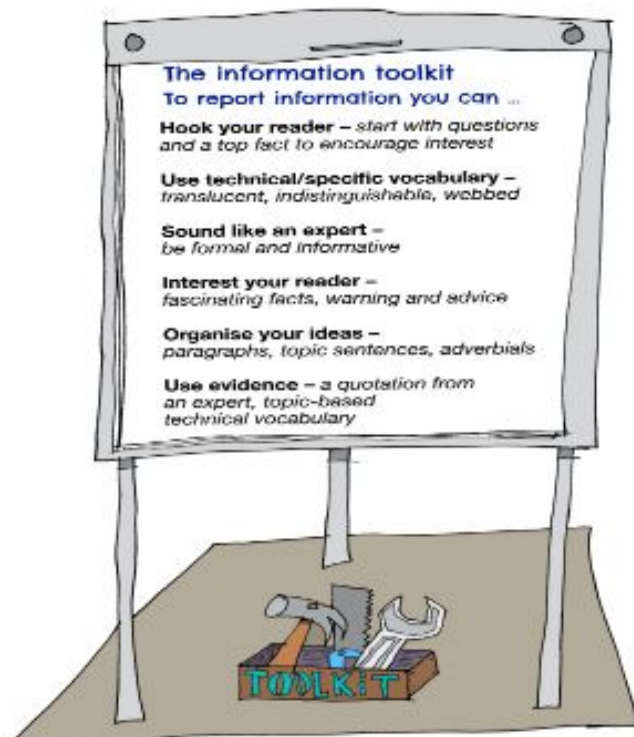 The information toolkit
To report information you can ...
Hook your reader – start with questions
and a top fact to encourage interest
Use technical/specific vocabulary –
translucent, indistinguishable, webbed
Sound like an expert –
be formal and informative
Interest your reader –
fascinating facts, warning and advice
Organise your ideas –
paragraphs, topic sentences, adverbials
Use evidence – a quotation from
an expert, topic-based
technical vocabulary
TOOLKIT